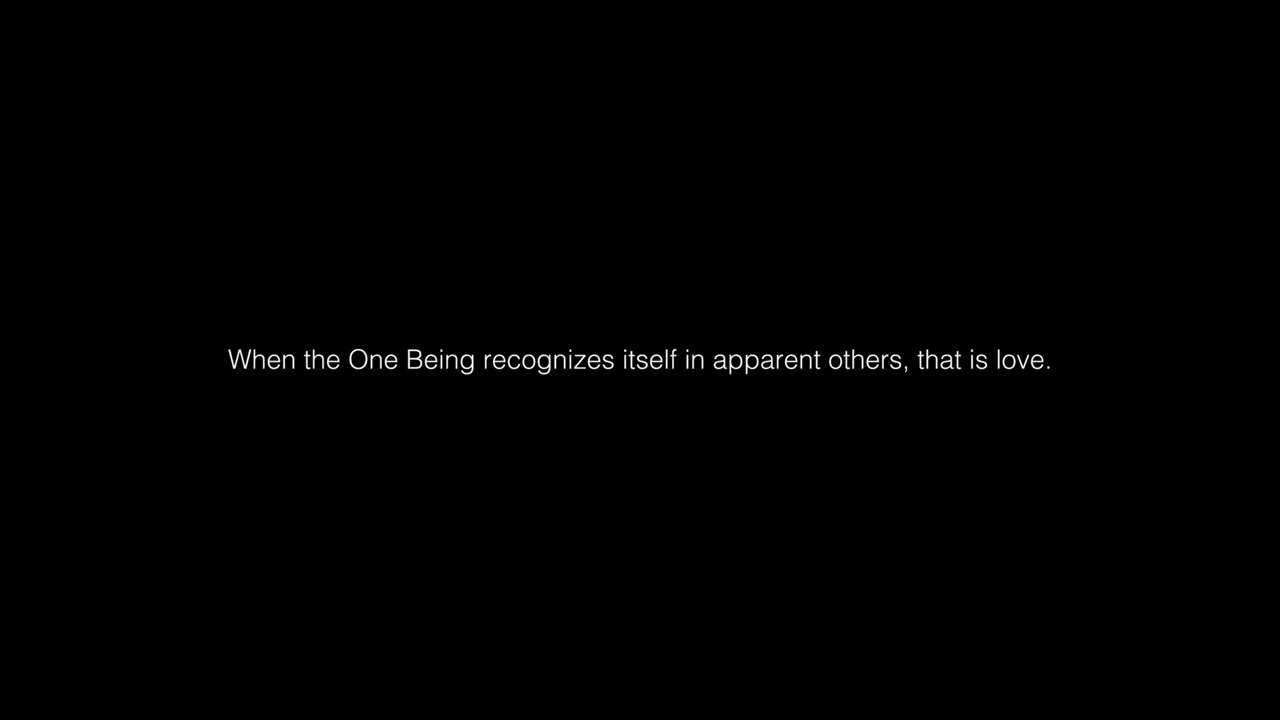 When the One Being recognizes itself in apparent others, that is love.